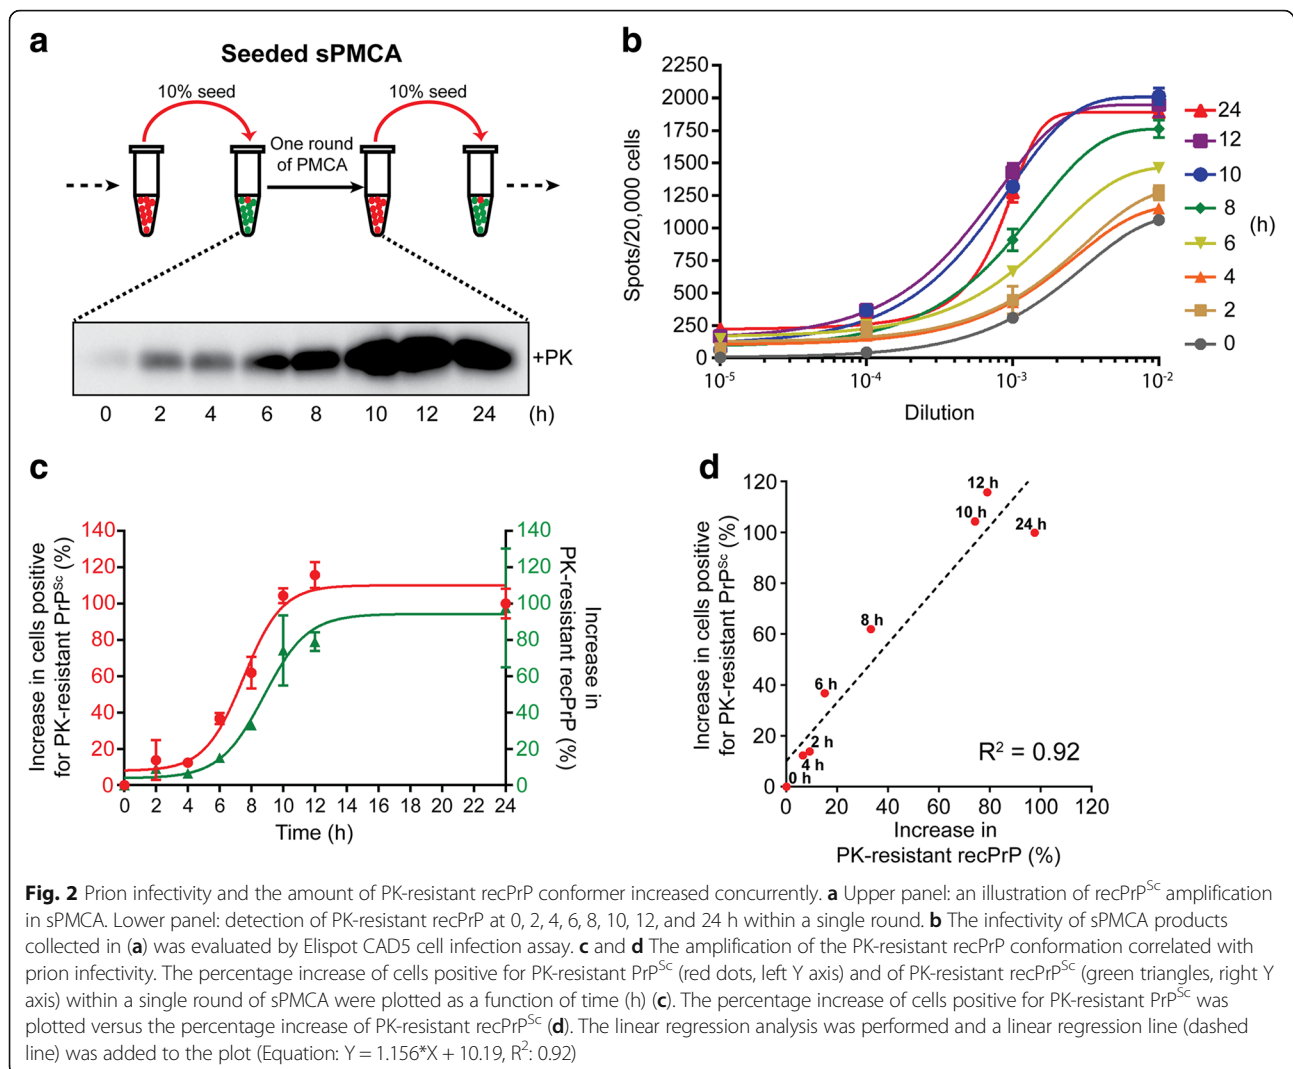 a
Seeded sPMCA
10% seed
10% seed
One round
of PMCA
+PK
0 2 4 6 8 10 12 24 (h)
b
Spots/20,000 cells
2250
2000
1750
1500
1250
1000
750
500
250
0
10-5 10-4 10-3 10-2
Dilution
24
12
10
8
6
4
2
0
(h)
c
Increase in cells positive
for PK-resistant PrPSc (%)
140
120
100
80
60
40
20
0
140
120
100
80
60
40
20
0
Increase in
PK-resistant recPrP
(%)
0 2 4 6 8 10 12 14 16 18 20 22 24
Time (h)
d
Increase in cells positive
for PK-resistant PrPSc (%)
120
100
80
60
40
20
0
12 h
10 h
24 h
8 h
6 h
2 h
4 h
0 h
R2 = 0.92
0 20 40 60 80 100 120
Increase in
PK-resistant recPrP (%)
Fig. 2 Prion infectivity and the amount of PK-resistant recPrP conformer increased concurrently. a Upper panel: an illustration of recPrPSc amplification
in sPMCA. Lower panel: detection of PK-resistant recPrP at 0, 2, 4, 6, 8, 10, 12, and 24 h within a single round. b The infectivity of sPMCA products
collected in (a) was evaluated by Elispot CAD5 cell infection assay. c and d The amplification of the PK-resistant recPrP conformation correlated with
prion infectivity. The percentage increase of cells positive for PK-resistant PrPSc (red dots, left Y axis) and of PK-resistant recPrPSc (green triangles, right Y
axis) within a single round of sPMCA were plotted as a function of time (h) (c). The percentage increase of cells positive for PK-resistant PrPSc was
plotted versus the percentage increase of PK-resistant recPrPSc (d). The linear regression analysis was performed and a linear regression line (dashed
line) was added to the plot (Equation: Y = 1.156*X + 10.19, R2: 0.92)